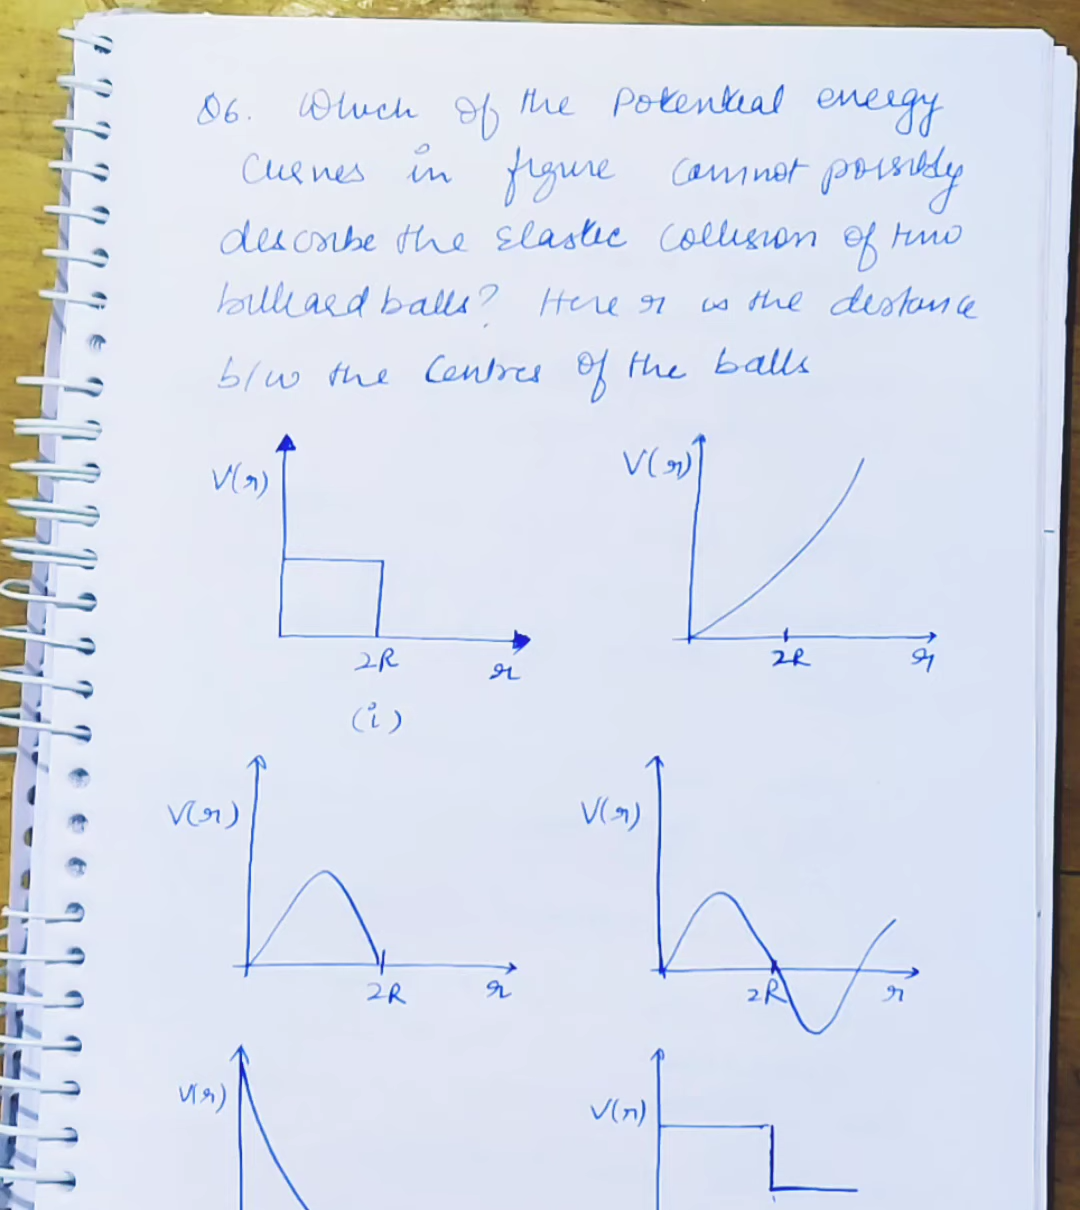 Q6. Which of the Potential energy
Curves in figure cannot possibly
describe the Elastic Collision of two
billiard balls? Here r is the distance
b/w the Centres of the balls
V(r)
V(r)
2R
r
2R
r
(i)
V(r)
V(r)
2R
r
2R
r
V(r)
V(r)